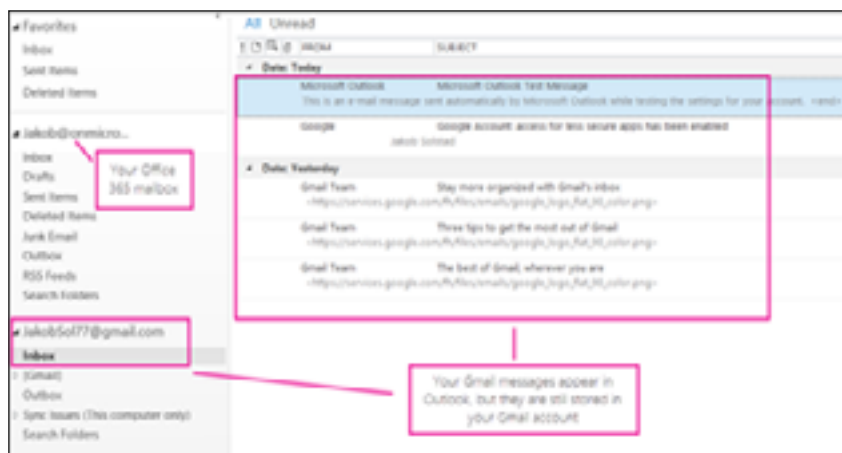 Favorites
Inbox
Sent Items
Deleted Items
Jakob@onmicro...
Inbox
Drafts
Sent Items
Deleted Items
Junk Email
Outbox
RSS Feeds
Search Folders
Your Office
365 mailbox
JakobSol77@gmail.com
Inbox
[Gmail]
Outbox
Sync Issues (This computer only)
Search Folders
All Unread
FROM SUBJECT
Date: Today
Microsoft Outlook Microsoft Outlook Test Message
This is an e-mail message sent automatically by Microsoft Outlook while testing the settings for your account. <end>
Google Google Account: access for less secure apps has been enabled
Jakob
Date: Yesterday
Gmail Team Stay more organized with Gmail's inbox
Gmail Team Three tips to get the most out of Gmail
Gmail Team The best of Gmail, wherever you are
Your Gmail messages appear in
Outlook, but they are still stored in
your Gmail account